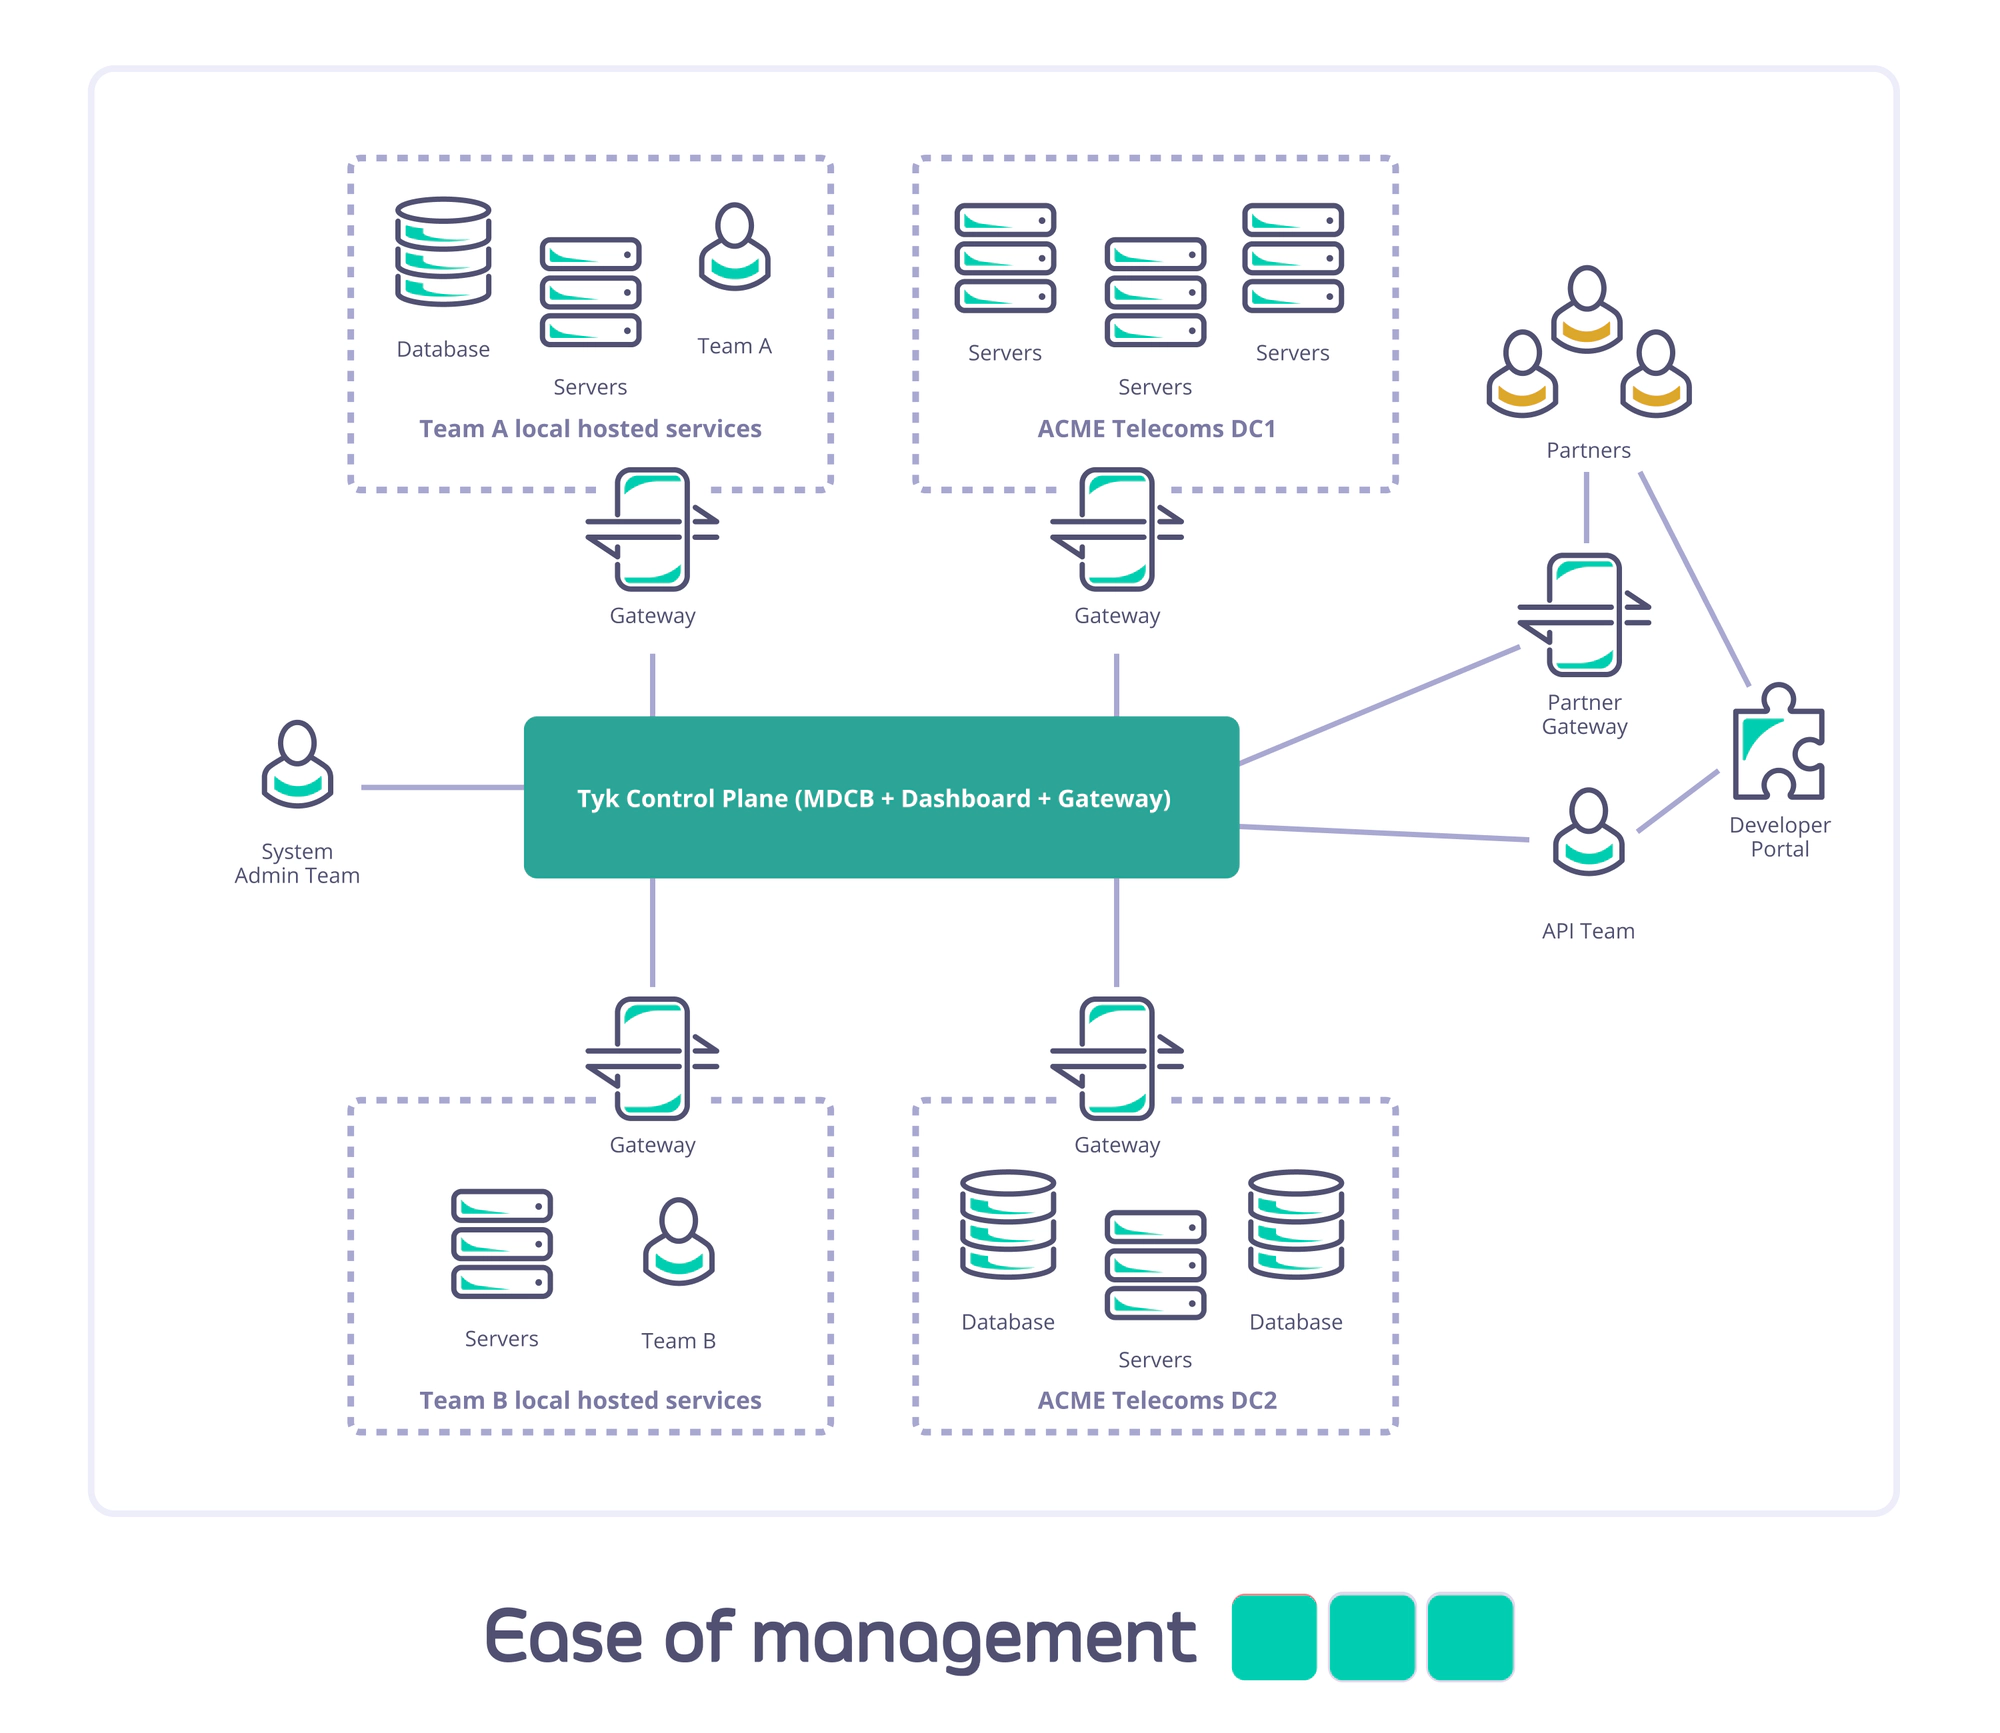 Database
Servers
Team A
Team A local hosted services
Servers
Servers
Servers
ACME Telecoms DC1
Partners
Gateway
Gateway
Partner
Gateway
System
Admin Team
Tyk Control Plane (MDCB + Dashboard + Gateway)
Developer
Portal
API Team
Gateway
Gateway
Servers
Team B
Team B local hosted services
Database
Servers
Database
ACME Telecoms DC2
Ease of management